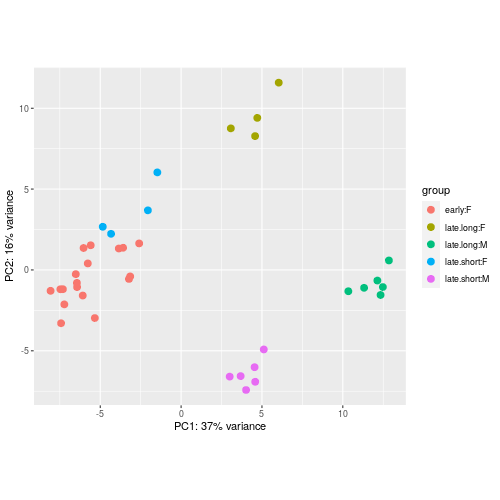 10
5
0
-5
-5
0
5
10
PC1: 37% variance
PC2: 16% variance
group
early:F
late.long:F
late.long:M
late.short:F
late.short:M